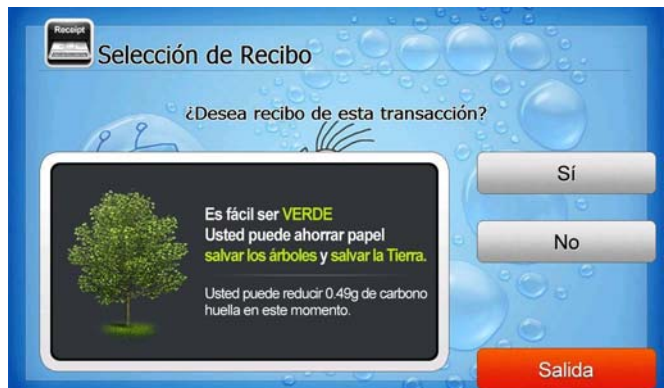 Receipt
Selección de Recibo
¿Desea recibo de esta transacción?
Es fácil ser VERDE
Usted puede ahorrar papel
salvar los árboles y salvar la Tierra.
Usted puede reducir 0.49g de carbono
huella en este momento.
Sí
No
Salida